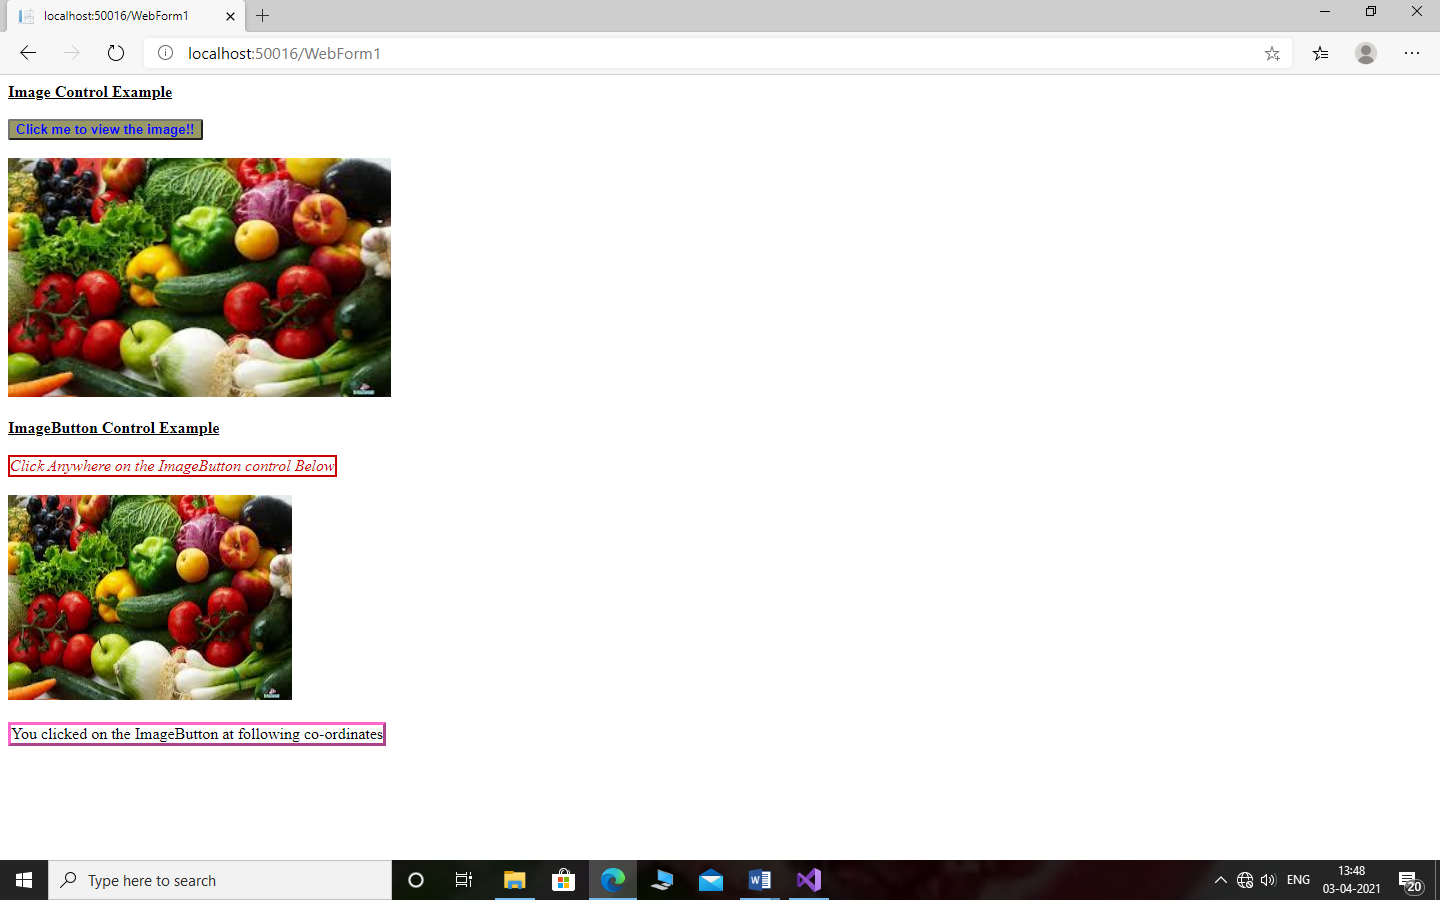 localhost:50016/WebForm1
localhost:50016/WebForm1
Image Control Example
Click me to view the image!!
ImageButton Control Example
Click Anywhere on the ImageButton control Below
You clicked on the ImageButton at following co-ordinates
Type here to search
ENG
13:48
03-04-2021
20